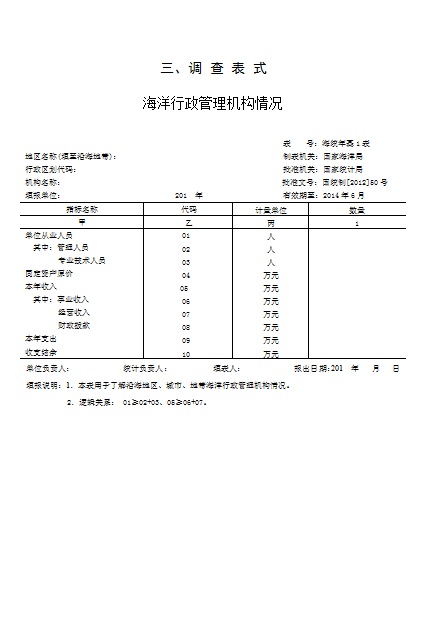 三、调 查 表 式
海洋行政管理机构情况
表 号：海统年基1表
地区名称(填至沿海地带)： 制表机关：国家海洋局
行政区划代码： 批准机关：国家统计局
机构名称： 批准文号：国统制[2012]50号
填报单位： 201 年 有效期至：2014年6月
指标名称 代码 计量单位 数量
甲 乙 丙 1
单位从业人员 01 人
其中：管理人员 02 人
专业技术人员 03 人
固定资产原价 04 万元
本年收入 05 万元
其中：事业收入 06 万元
经营收入 07 万元
财政拨款 08 万元
本年支出 09 万元
收支结余 10 万元
单位负责人： 统计负责人： 填表人： 报出日期:201 年 月 日
填报说明：1．本表用于了解沿海地区、城市、地带海洋行政管理机构情况。
2．逻辑关系： 01≥02+03、05≥06+07。